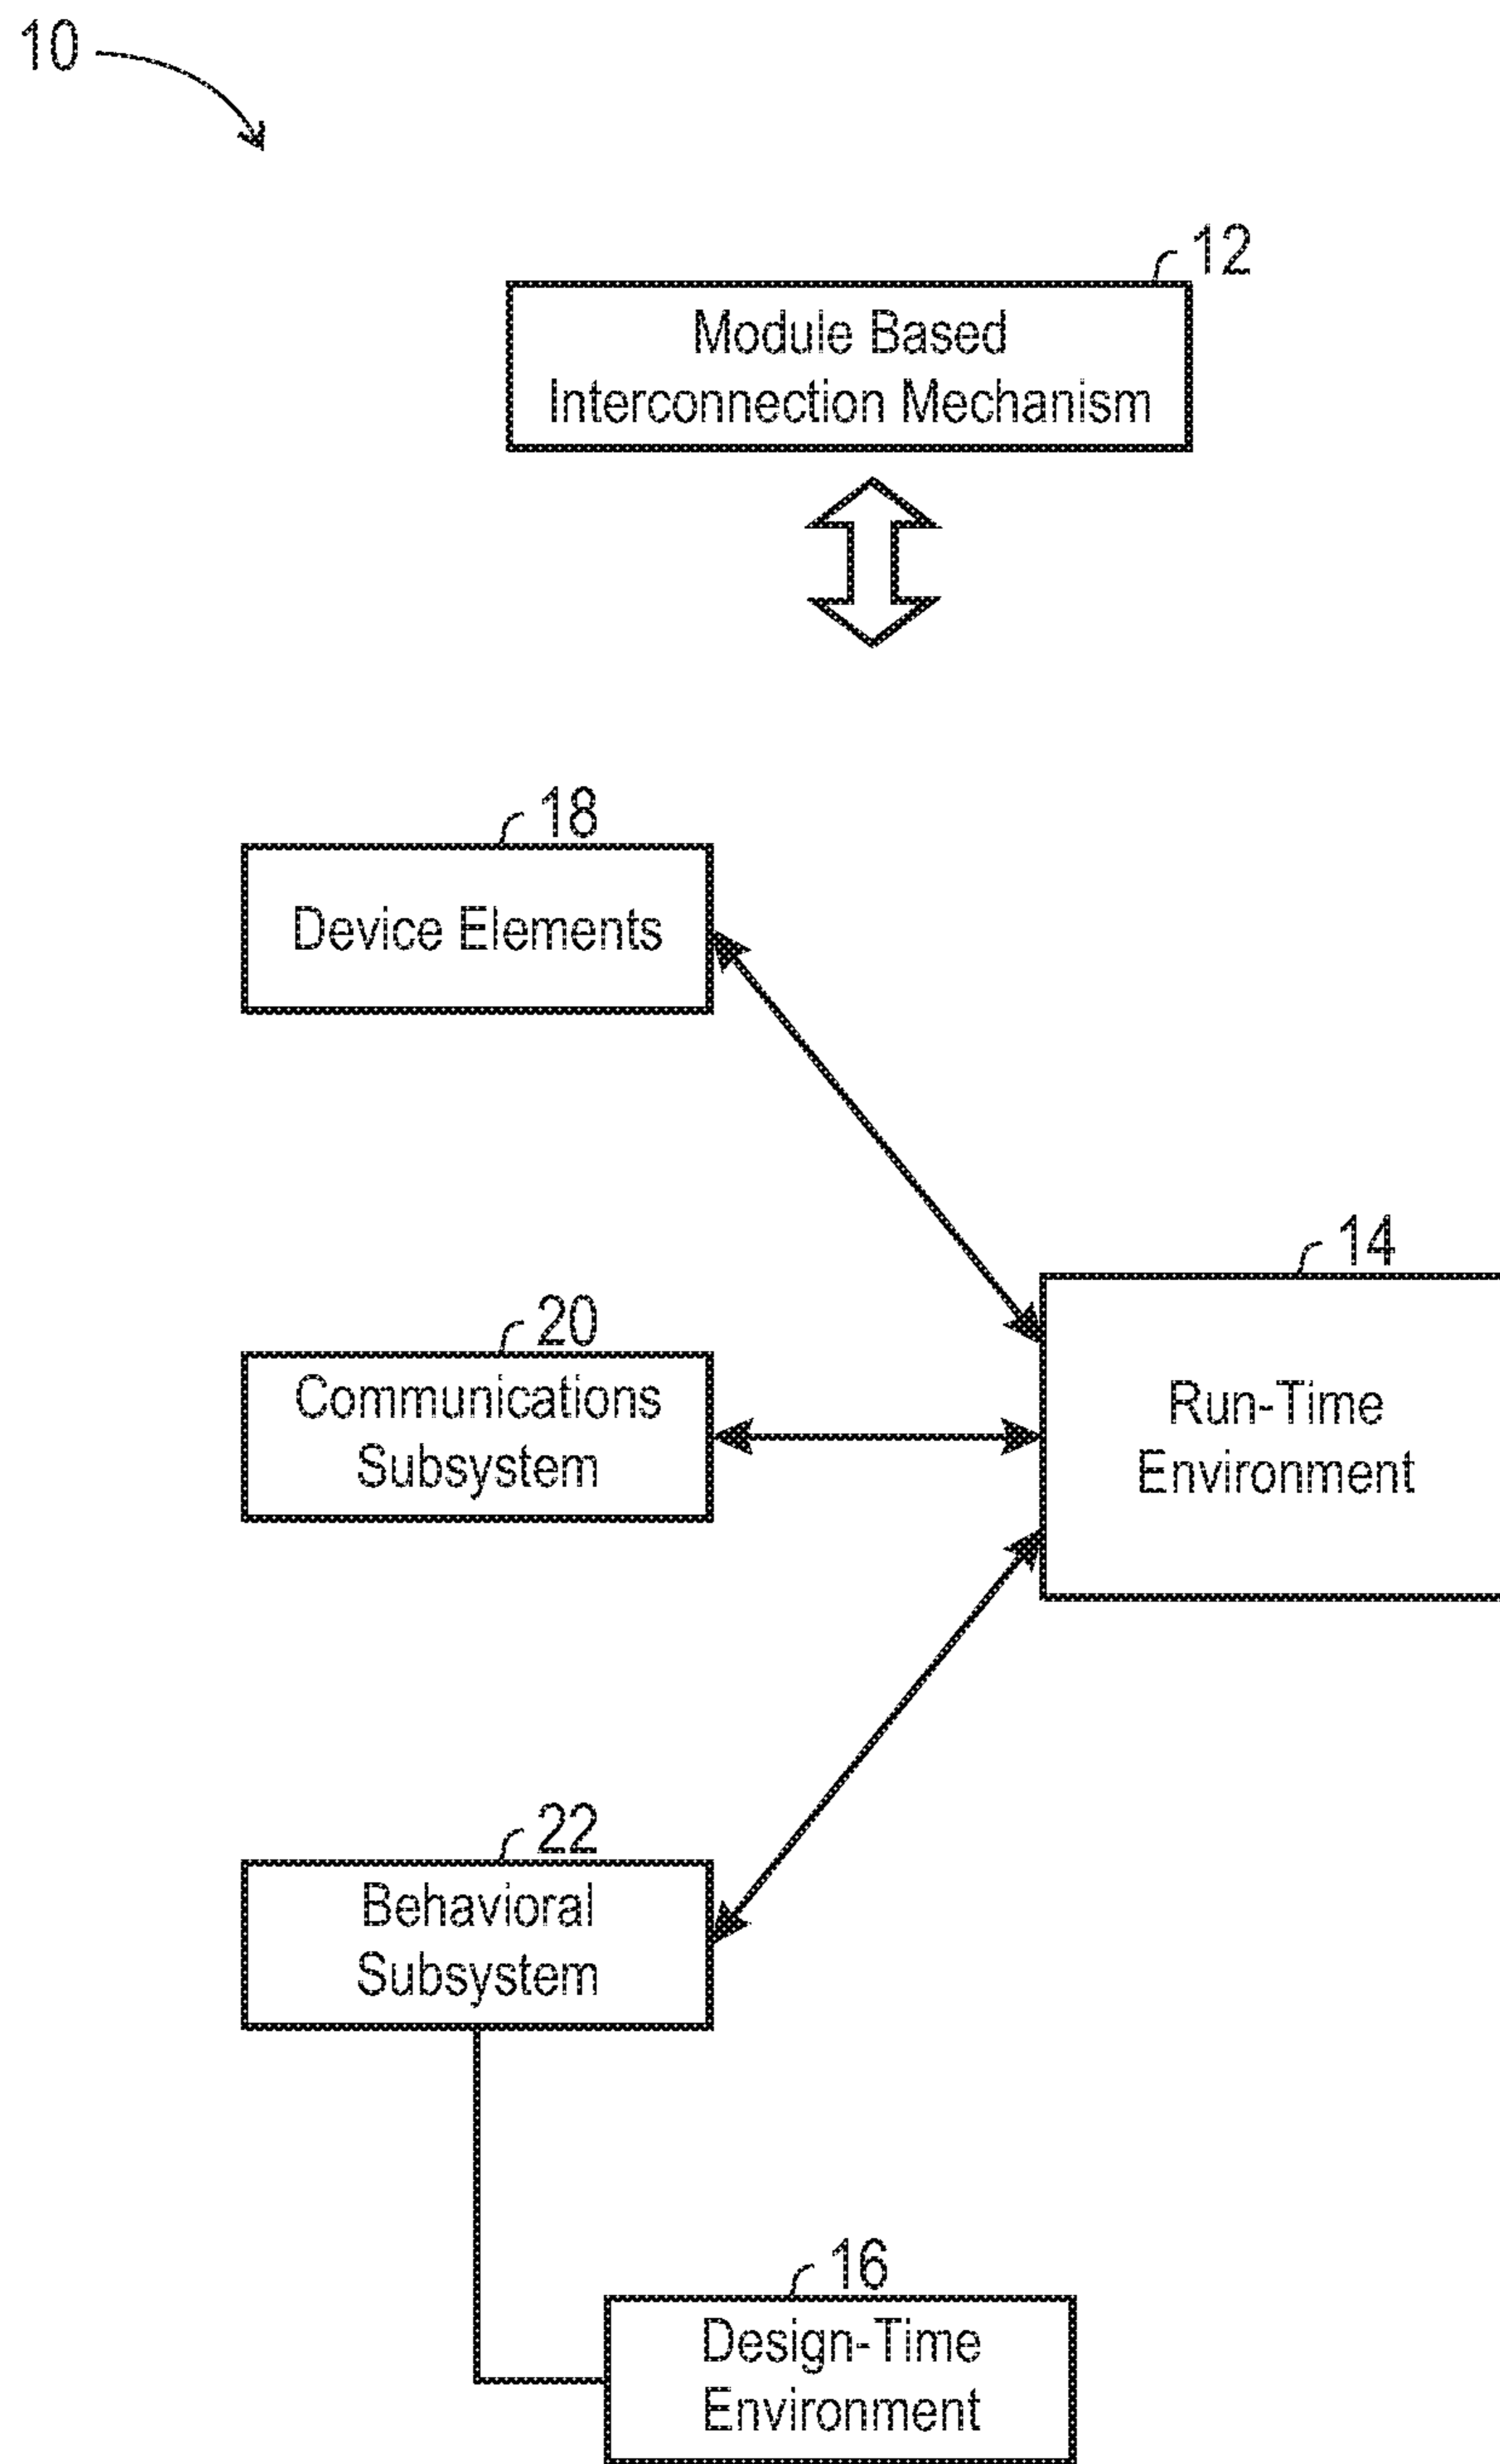 10
12
Module Based
Interconnection Mechanism
18
Device Elements
14
Run-Time
Environment
20
Communications
Subsystem
22
Behavioral
Subsystem
16
Design-Time
Environment